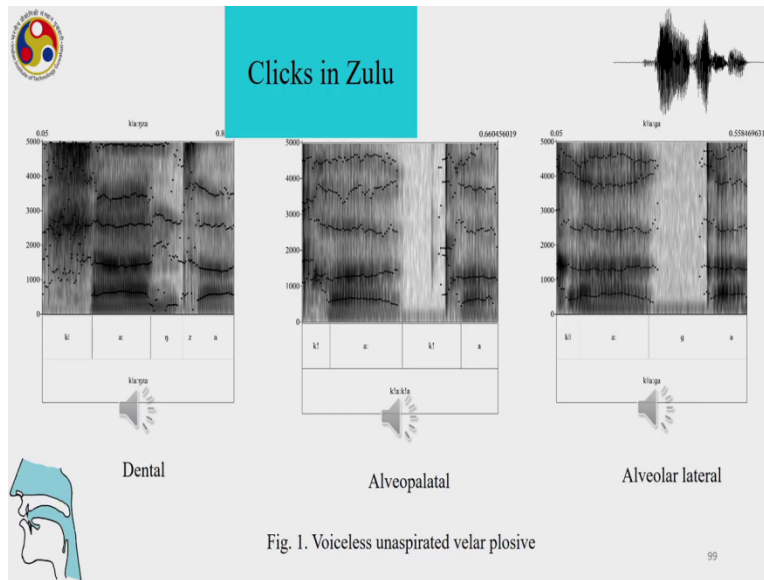 Clicks in Zulu
0.05
5000
4000
3000
2000
1000
0
0.660456019
5000
4000
3000
2000
1000
0
k!
a:
k!
a
k!a:k!a
0.05
0.558469631
5000
4000
3000
2000
1000
0
a:
g
a
Dental
Alveopalatal
Alveolar lateral
Fig. 1. Voiceless unaspirated velar plosive
99